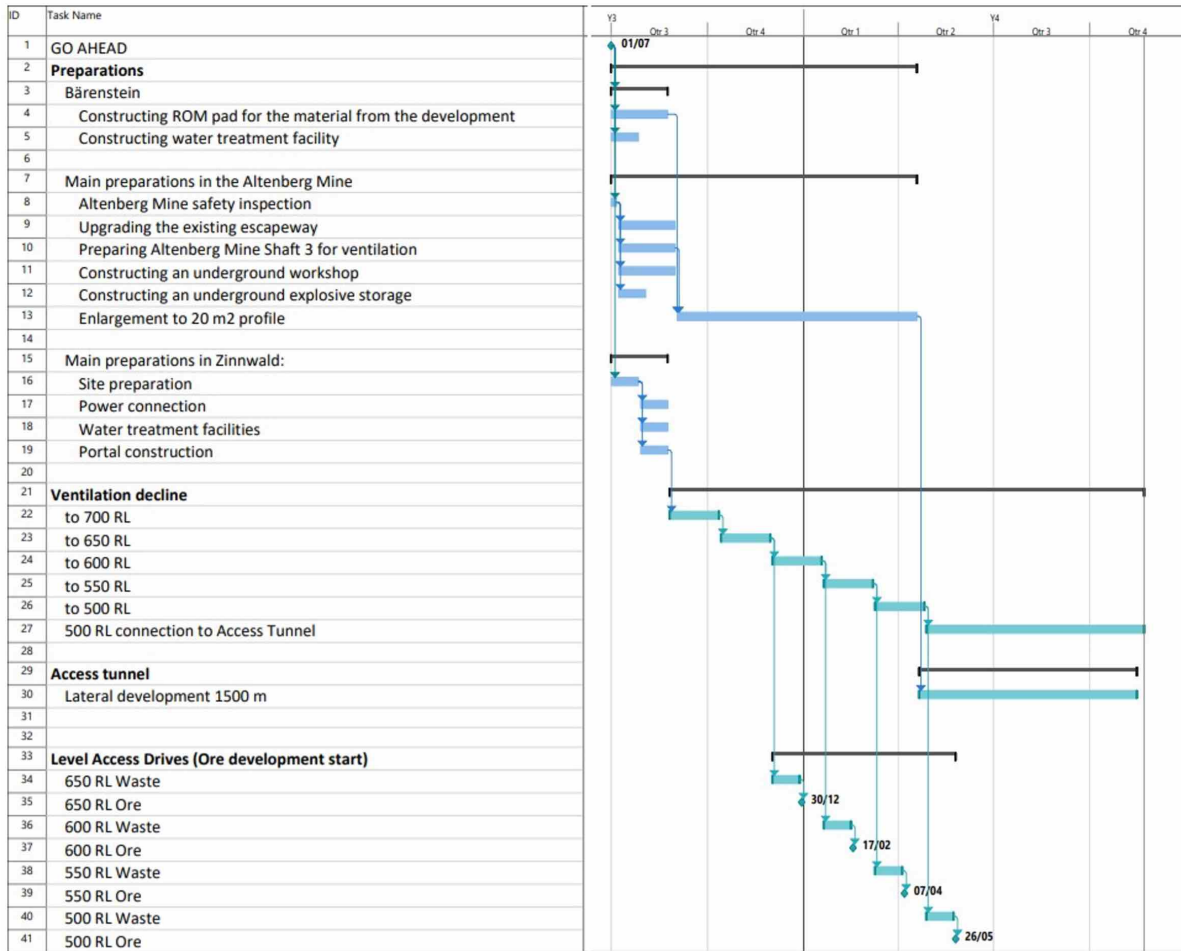 ID Task Name Y3 Y4
Qtr 3 Qtr 4 Qtr 1 Qtr 2 Qtr 3 Qtr 4
1 GO AHEAD 01/07
2 Preparations
3 Bärenstein
4 Constructing ROM pad for the material from the development
5 Constructing water treatment facility
6
7 Main preparations in the Altenberg Mine
8 Altenberg Mine safety inspection
9 Upgrading the existing escapeway
10 Preparing Altenberg Mine Shaft 3 for ventilation
11 Constructing an underground workshop
12 Constructing an underground explosive storage
13 Enlargement to 20 m2 profile
14
15 Main preparations in Zinnwald:
16 Site preparation
17 Power connection
18 Water treatment facilities
19 Portal construction
20
21 Ventilation decline
22 to 700 RL
23 to 650 RL
24 to 600 RL
25 to 550 RL
26 to 500 RL
27 500 RL connection to Access Tunnel
28
29 Access tunnel
30 Lateral development 1500 m
31
32
33 Level Access Drives (Ore development start)
34 650 RL Waste
35 650 RL Ore 30/12
36 600 RL Waste
37 600 RL Ore 17/02
38 550 RL Waste
39 550 RL Ore 07/04
40 500 RL Waste
41 500 RL Ore 26/05